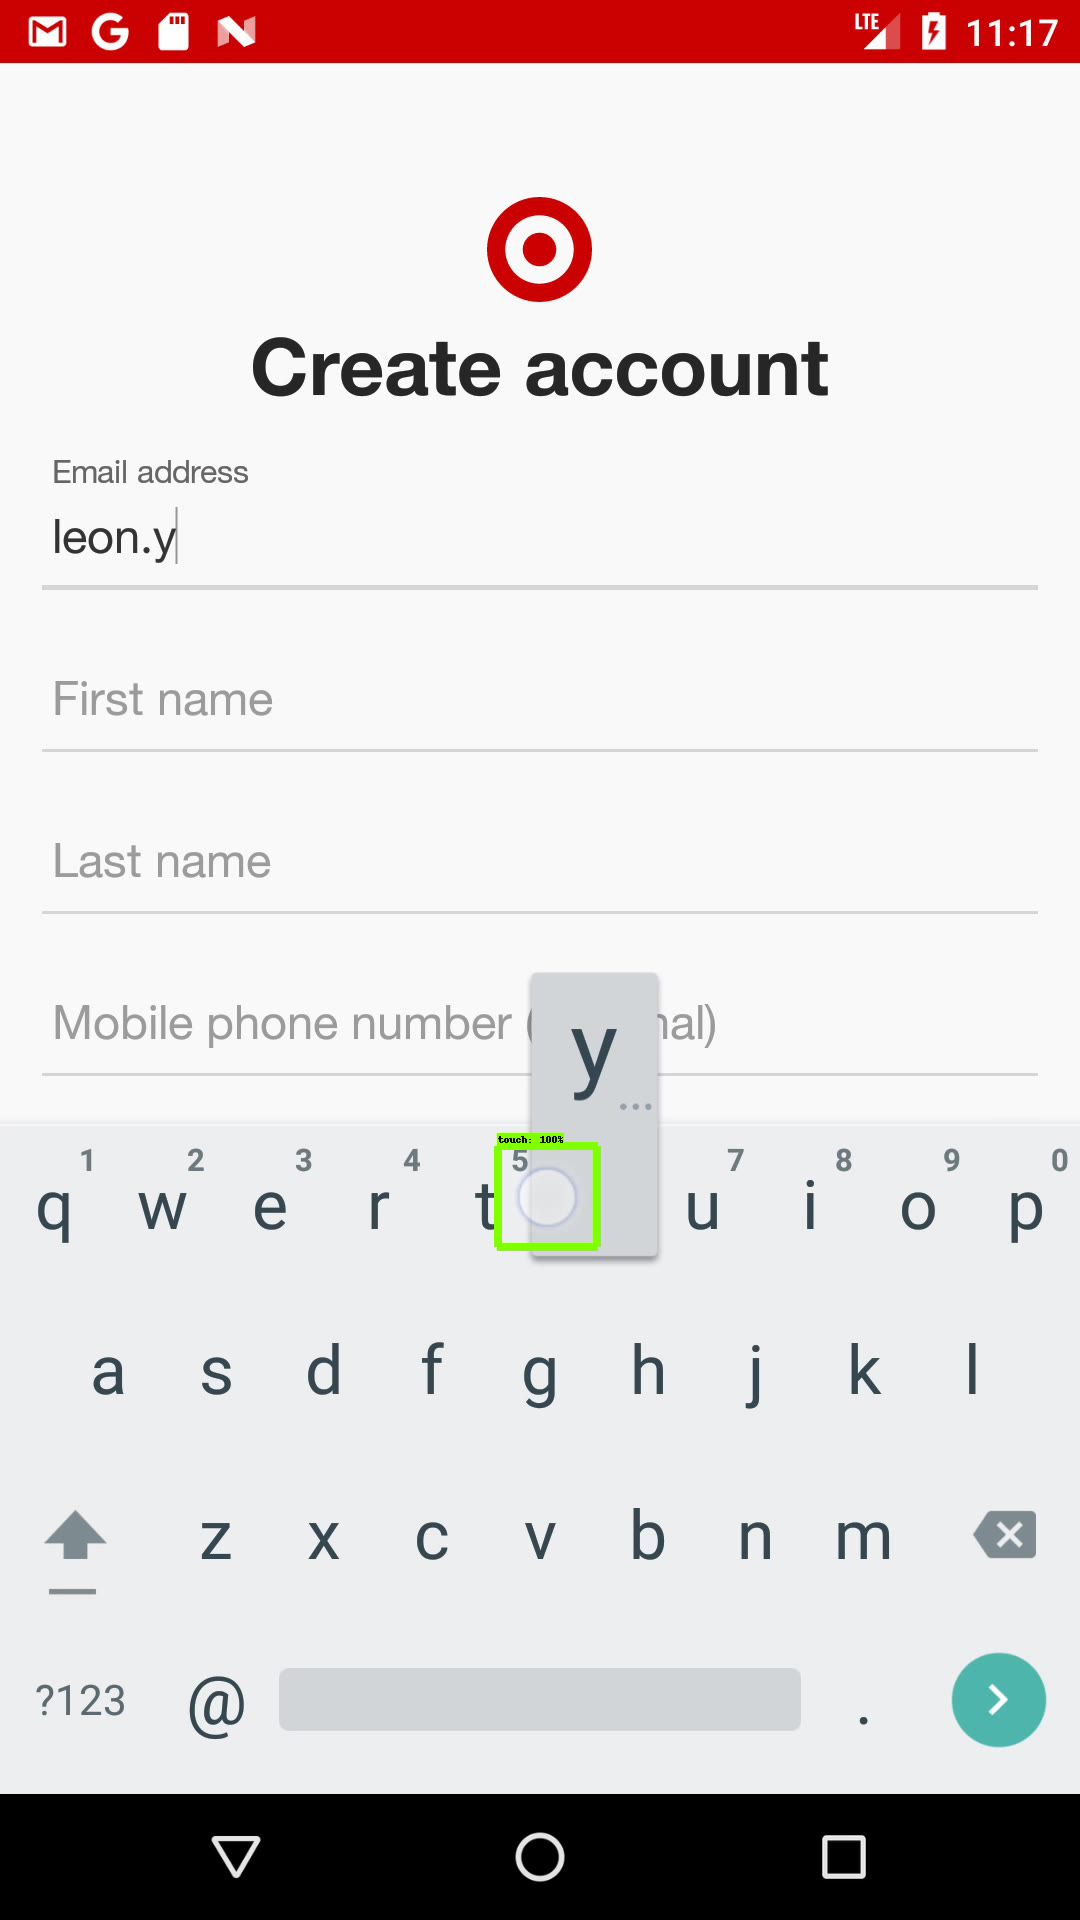 LTE 11:17
Create account
Email address
leon.y
First name
Last name
Mobile phone number ( nal)
y
...
touch: 100%
1 2 3 4 5 7 8 9 0
q w e r t u i o p
a s d f g h j k l
z x c v b n m
?123 @ .